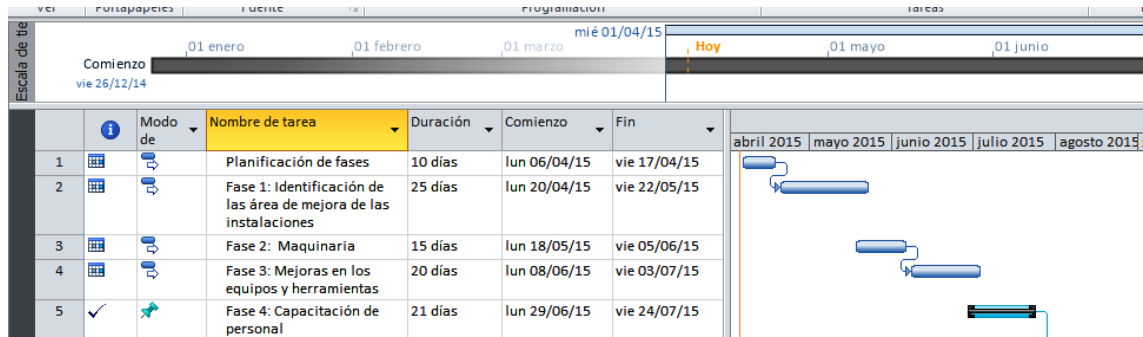 Ver Portapapeles Fuente Programación Tareas
Escala de tie
mié 01/04/15
01 enero 01 febrero 01 marzo Hoy 01 mayo 01 junio
Comienzo
vie 26/12/14
Modo de Nombre de tarea Duración Comienzo Fin
abril 2015 mayo 2015 junio 2015 julio 2015 agosto 2015
1 Planificación de fases 10 días lun 06/04/15 vie 17/04/15
2 Fase 1: Identificación de 25 días lun 20/04/15 vie 22/05/15
las área de mejora de las
instalaciones
3 Fase 2: Maquinaria 15 días lun 18/05/15 vie 05/06/15
4 Fase 3: Mejoras en los 20 días lun 08/06/15 vie 03/07/15
equipos y herramientas
5 Fase 4: Capacitación de 21 días lun 29/06/15 vie 24/07/15
personal